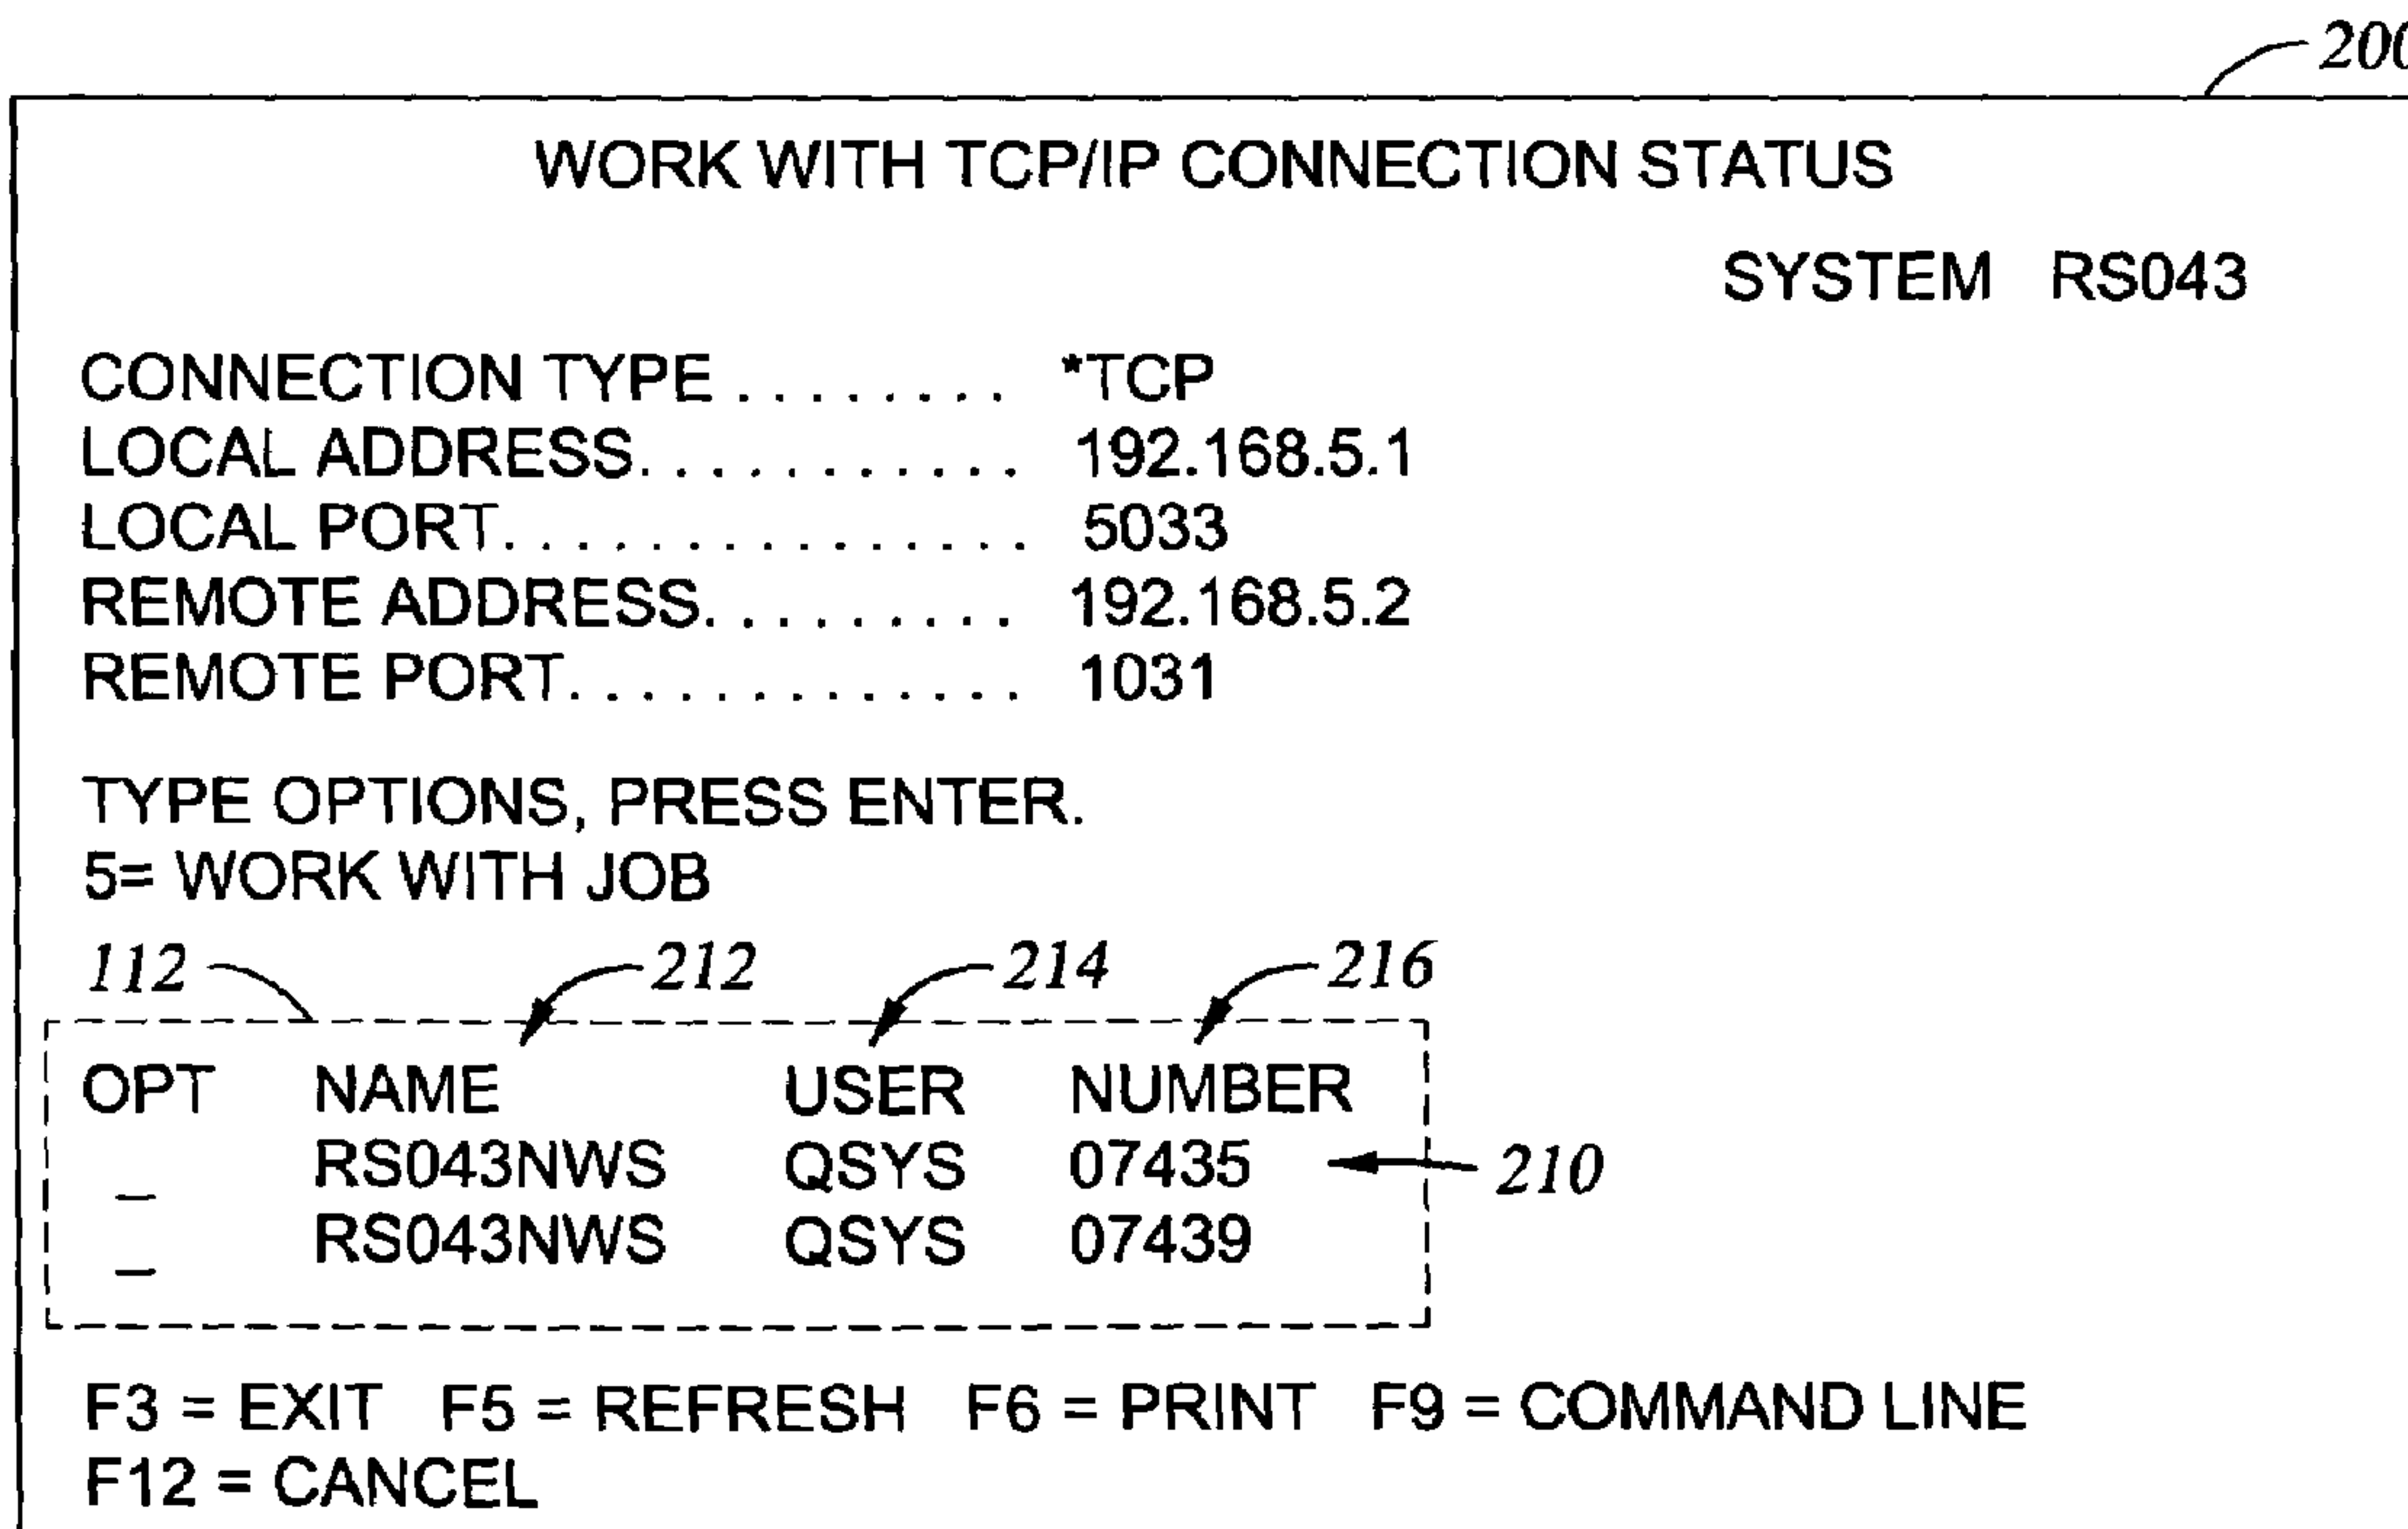 200
WORK WITH TCP/IP CONNECTION STATUS
SYSTEM RS043
CONNECTION TYPE ........ *TCP
LOCAL ADDRESS........... 192.168.5.1
LOCAL PORT............... 5033
REMOTE ADDRESS......... 192.168.5.2
REMOTE PORT............. 1031
TYPE OPTIONS, PRESS ENTER.
5= WORK WITH JOB
112 212 214 216
OPT NAME USER NUMBER
_ RS043NWS QSYS 07435 210
_ RS043NWS QSYS 07439
F3 = EXIT F5 = REFRESH F6 = PRINT F9 = COMMAND LINE
F12 = CANCEL